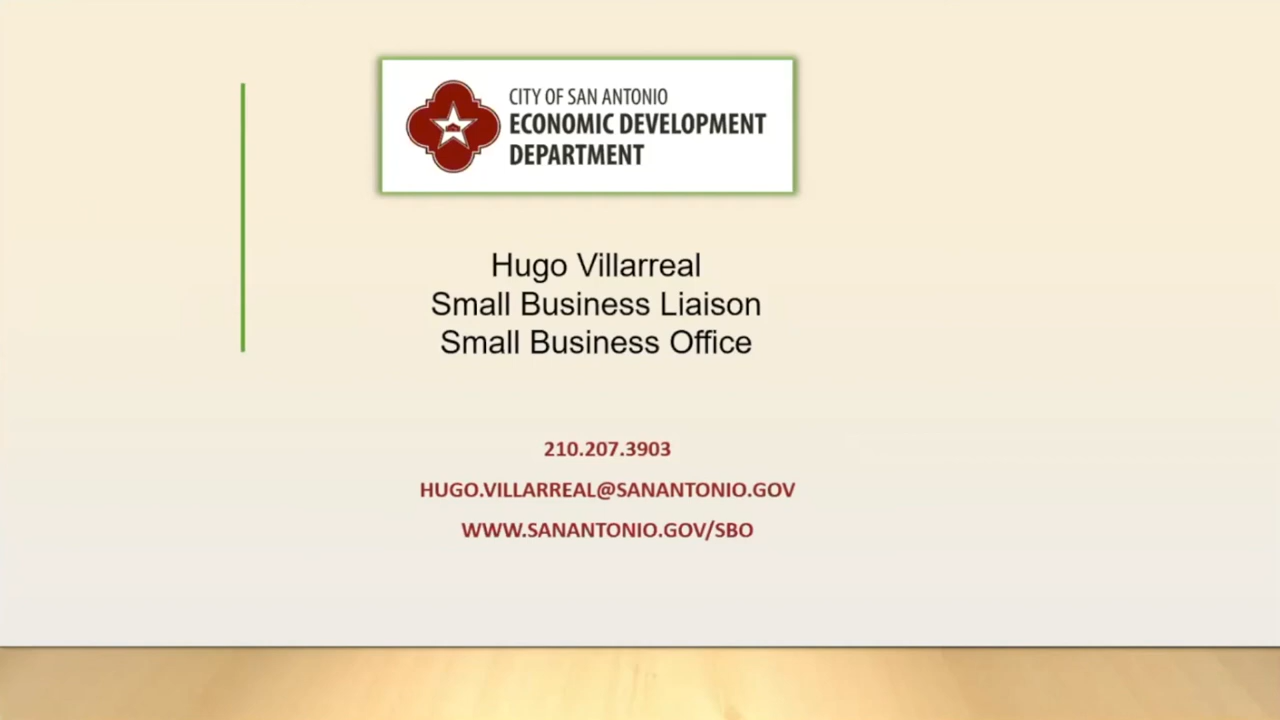 CITY OF SAN ANTONIO
ECONOMIC DEVELOPMENT
DEPARTMENT
Hugo Villarreal
Small Business Liaison
Small Business Office
210.207.3903
HUGO.VILLARREAL@SANANTONIO.GOV
WWW.SANANTONIO.GOV/SBO